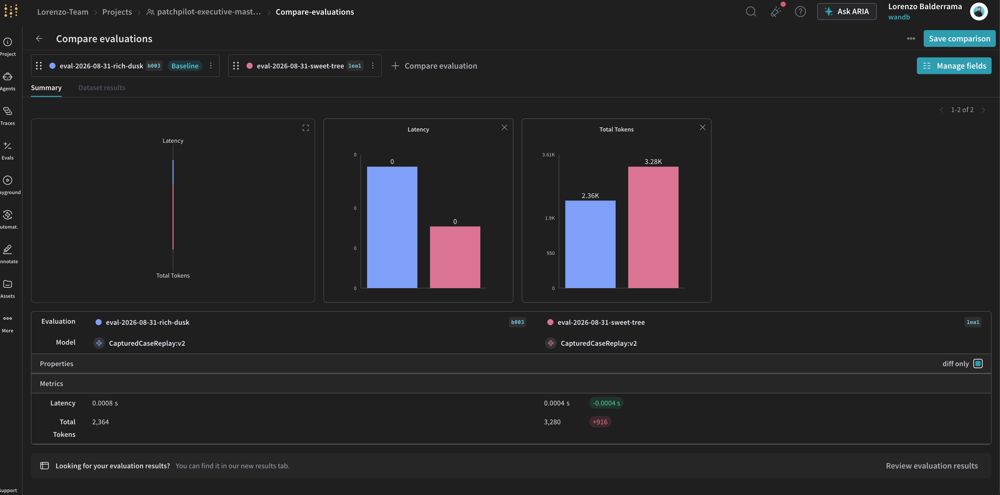 Lorenzo-Team > Projects > patchpilot-executive-mast... > Compare-evaluations
Ask ARIA
Lorenzo Balderrama
wandb
Compare evaluations
Save comparison
eval-2026-08-31-rich-dusk b003 Baseline
eval-2026-08-31-sweet-tree 1ea1
Compare evaluation
Manage fields
Project
Agents
Traces
Evals
ayground
utomat.
nnotate
Assets
More
Support
Summary
Dataset results
1-2 of 2
Latency
Total Tokens
Latency
0
0
0
0
0
0
Total Tokens
3.61K
1.9K
950
0
2.36K
3.28K
Evaluation eval-2026-08-31-rich-dusk b003 eval-2026-08-31-sweet-tree 1ea1
Model CapturedCaseReplay:v2 CapturedCaseReplay:v2
Properties diff only
Metrics
Latency 0.0008 s 0.0004 s -0.0004 s
Total 2,364 3,280 +916
Tokens
Looking for your evaluation results? You can find it in our new results tab. Review evaluation results